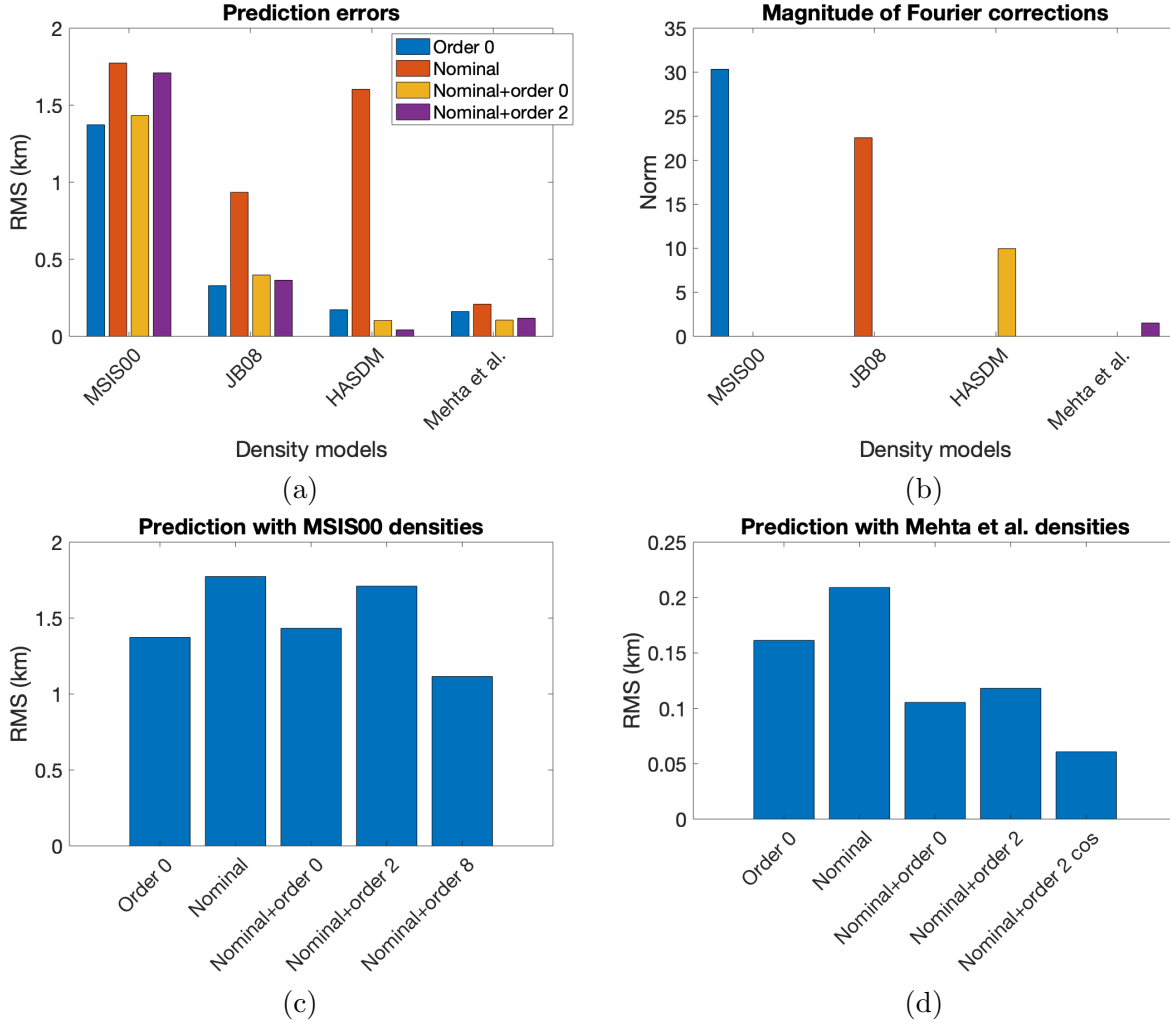 Prediction errors
2
1.5
1
0.5
0
RMS (km)
Order 0
Nominal
Nominal+order 0
Nominal+order 2
MSIS00
JB08
HASDM
Mehta et al.
Density models
(a)
Magnitude of Fourier corrections
35
30
25
20
15
10
5
0
Norm
MSIS00
JB08
HASDM
Mehta et al.
Density models
(b)
Prediction with MSIS00 densities
2
1.5
1
0.5
0
RMS (km)
Order 0
Nominal
Nominal+order 0
Nominal+order 2
Nominal+order 8
(c)
Prediction with Mehta et al. densities
0.25
0.2
0.15
0.1
0.05
0
RMS (km)
Order 0
Nominal
Nominal+order 0
Nominal+order 2
Nominal+order 2 cos
(d)